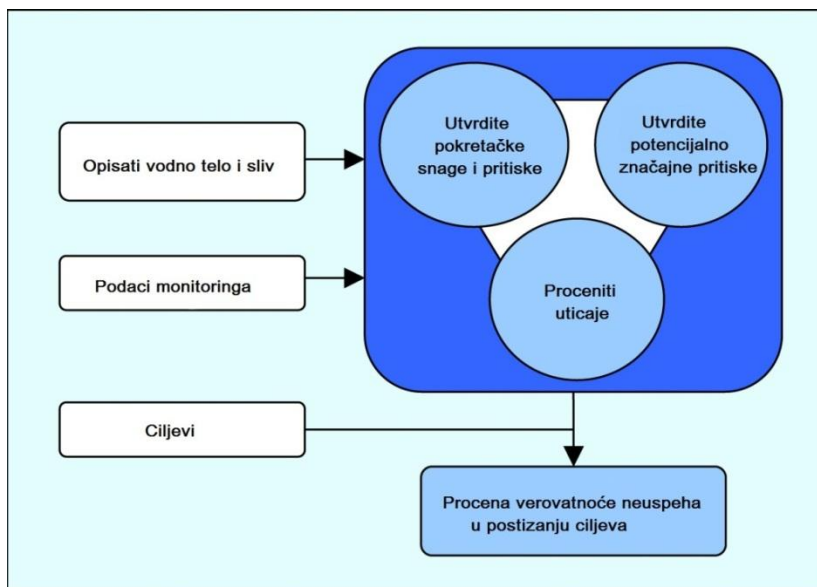 Opisati vodno telo i sliv
Podaci monitoringa
Ciljevi
Utvrdite
pokretačke
snage i pritiske
Utvrdite
potencijalno
značajne pritiske
Proceniti
uticaje
Procena verovatnoće neuspeha
u postizanju ciljeva